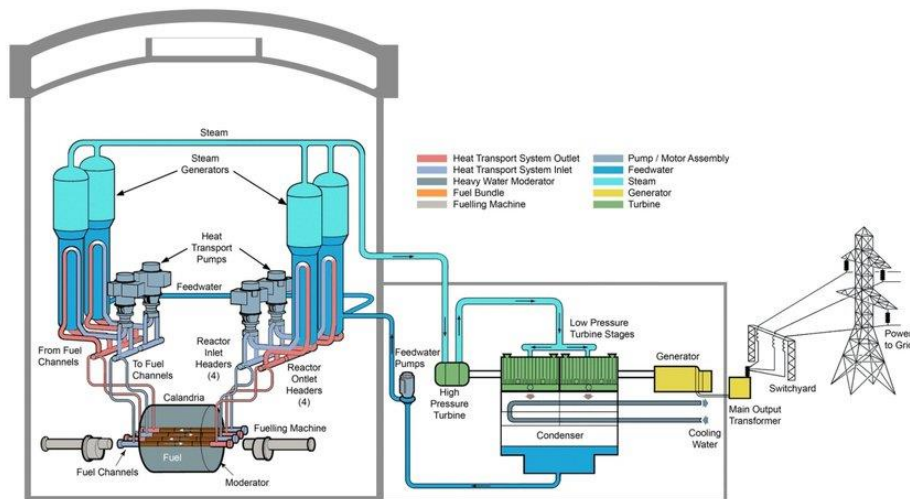 Steam
Steam
Generators
Heat
Transport
Pumps
Feedwater
From Fuel
Channels
To Fuel
Channels
Reactor
Inlet
Headers
(4)
Reactor
Outlet
Headers
(4)
Calandria
Fuelling Machine
Fuel Channels
Fuel
Moderator
Heat Transport System Outlet
Heat Transport System Inlet
Heavy Water Moderator
Fuel Bundle
Fuelling Machine
Pump / Motor Assembly
Feedwater
Steam
Generator
Turbine
Feedwater
Pumps
High
Pressure
Turbine
Low Pressure
Turbine Stages
Generator
Condenser
Cooling
Water
Main Output
Transformer
Switchyard
Power
to Grid